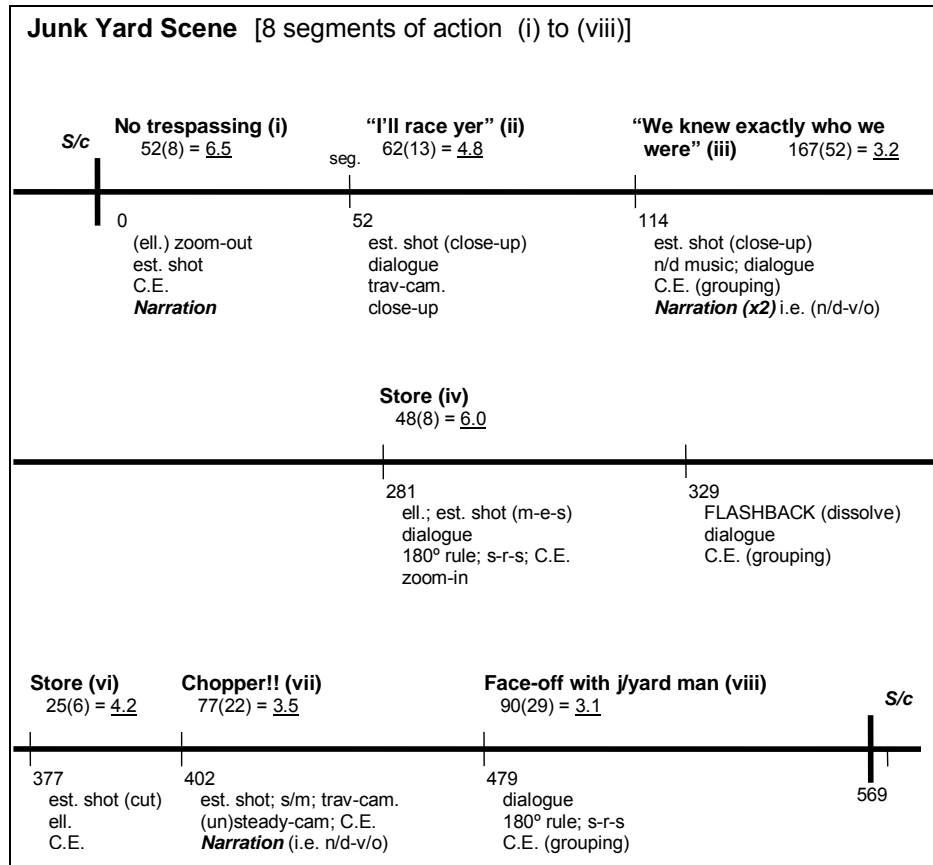 Junk Yard Scene [8 segments of action (i) to (viii)]
S/c
No trespassing (i)
52(8) = 6.5
seg.
"I'll race yer" (ii)
62(13) = 4.8
"We knew exactly who we
were" (iii) 167(52) = 3.2
0
(ell.) zoom-out
est. shot
C.E.
Narration
52
est. shot (close-up)
dialogue
trav-cam.
close-up
114
est. shot (close-up)
n/d music; dialogue
C.E. (grouping)
Narration (x2) i.e. (n/d-v/o)
Store (iv)
48(8) = 6.0
281
ell.; est. shot (m-e-s)
dialogue
180º rule; s-r-s; C.E.
zoom-in
329
FLASHBACK (dissolve)
dialogue
C.E. (grouping)
Store (vi)
25(6) = 4.2
Chopper!! (vii)
77(22) = 3.5
Face-off with j/yard man (viii)
90(29) = 3.1
S/c
377
est. shot (cut)
ell.
C.E.
402
est. shot; s/m; trav-cam.
(un)steady-cam; C.E.
Narration (i.e. n/d-v/o)
479
dialogue
180º rule; s-r-s
C.E. (grouping)
569